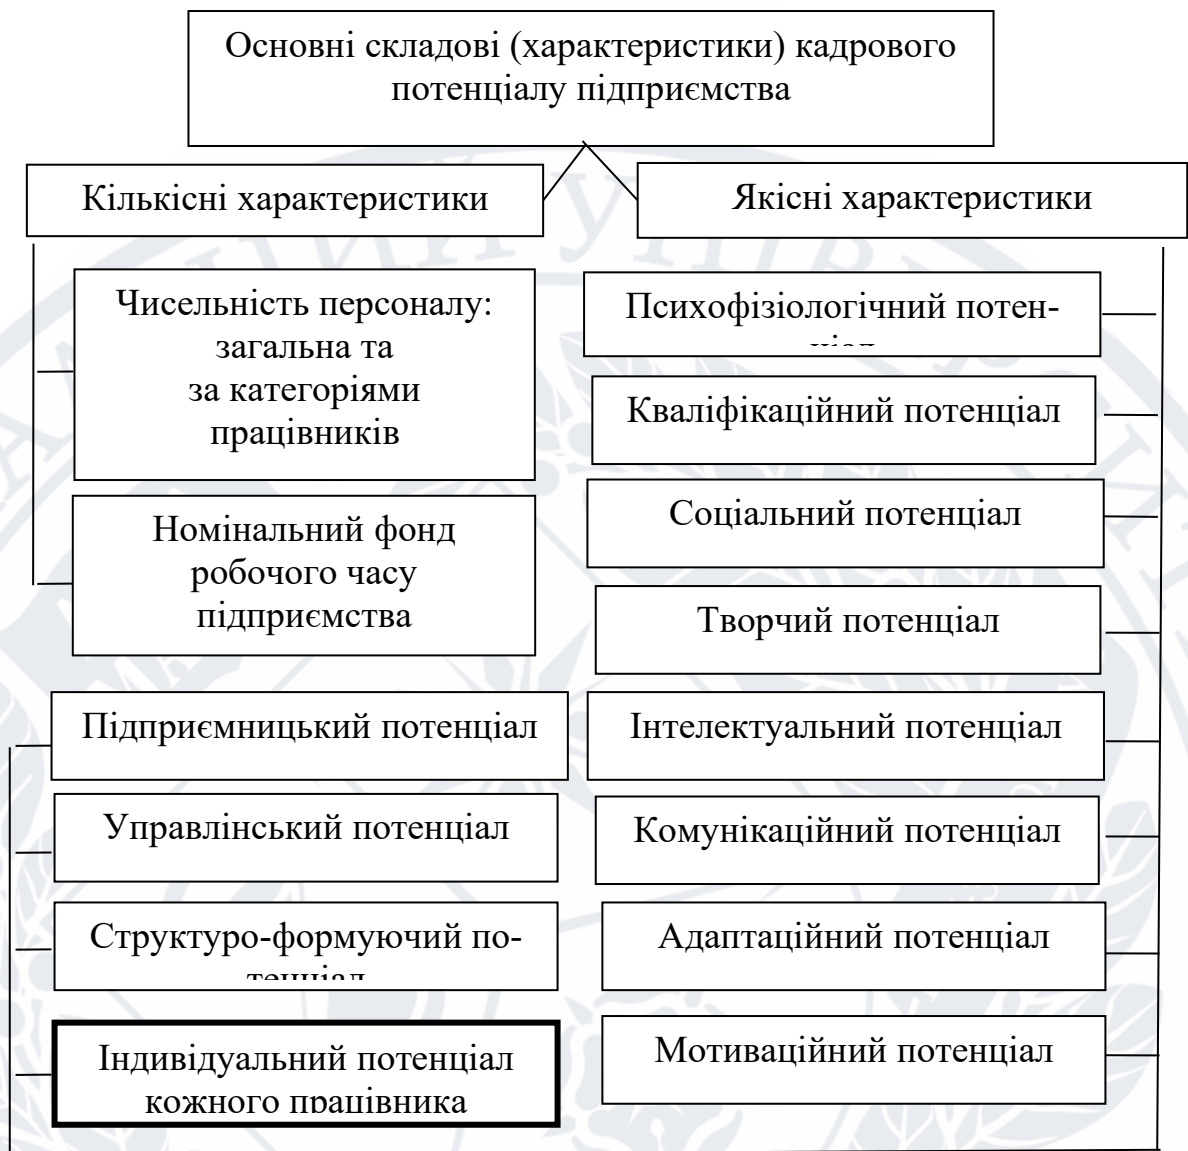 Основні складові (характеристики) кадрового
потенціалу підприємства
Кількісні характеристики
Якісні характеристики
Чисельність персоналу:
загальна та
за категоріями
працівників
Номінальний фонд
робочого часу
підприємства
Психофізіологічний потен-
ціал
Кваліфікаційний потенціал
Соціальний потенціал
Творчий потенціал
Підприємницький потенціал
Інтелектуальний потенціал
Управлінський потенціал
Комунікаційний потенціал
Структуро-формуючий по-
тенціал
Адаптаційний потенціал
Індивідуальний потенціал
кожного працівника
Мотиваційний потенціал